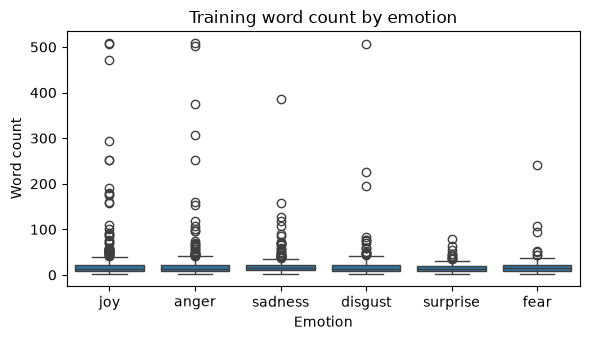 Training word count by emotion
500
400
300
200
100
0
Word count
joy anger sadness disgust surprise fear
Emotion